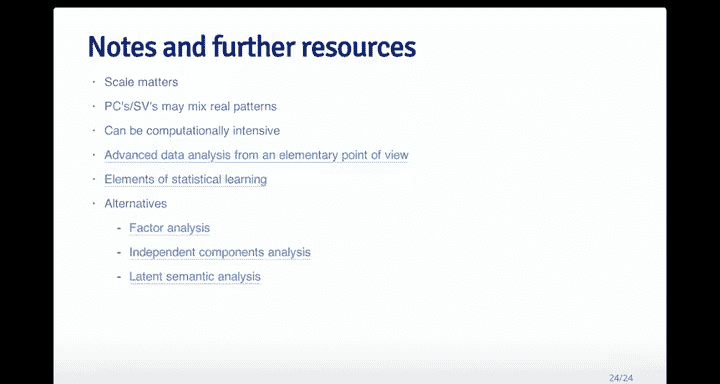 Notes and further resources
· Scale matters
· PC's/SV's may mix real patterns
· Can be computationally intensive
· Advanced data analysis from an elementary point of view
· Elements of statistical learning
· Alternatives
- Factor analysis
- Independent components analysis
- Latent semantic analysis
24/24